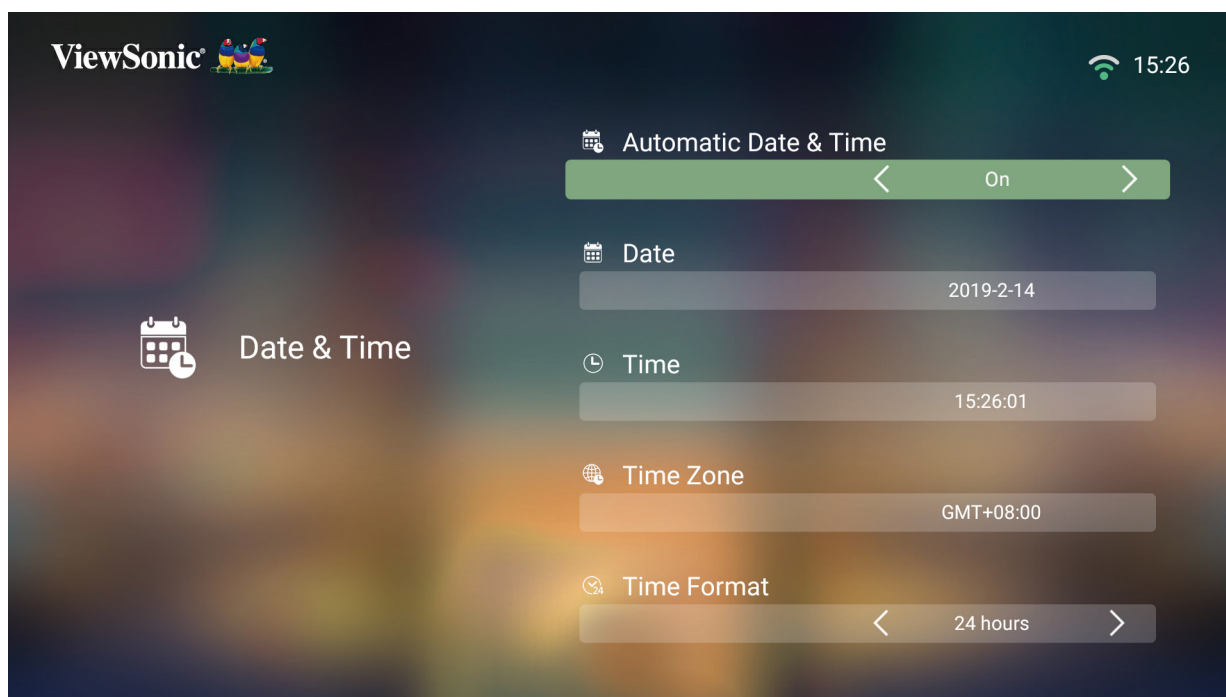 ViewSonic®
15:26
Automatic Date & Time
On
Date
2019-2-14
Date & Time
Time
15:26:01
Time Zone
GMT+08:00
24
Time Format
24 hours